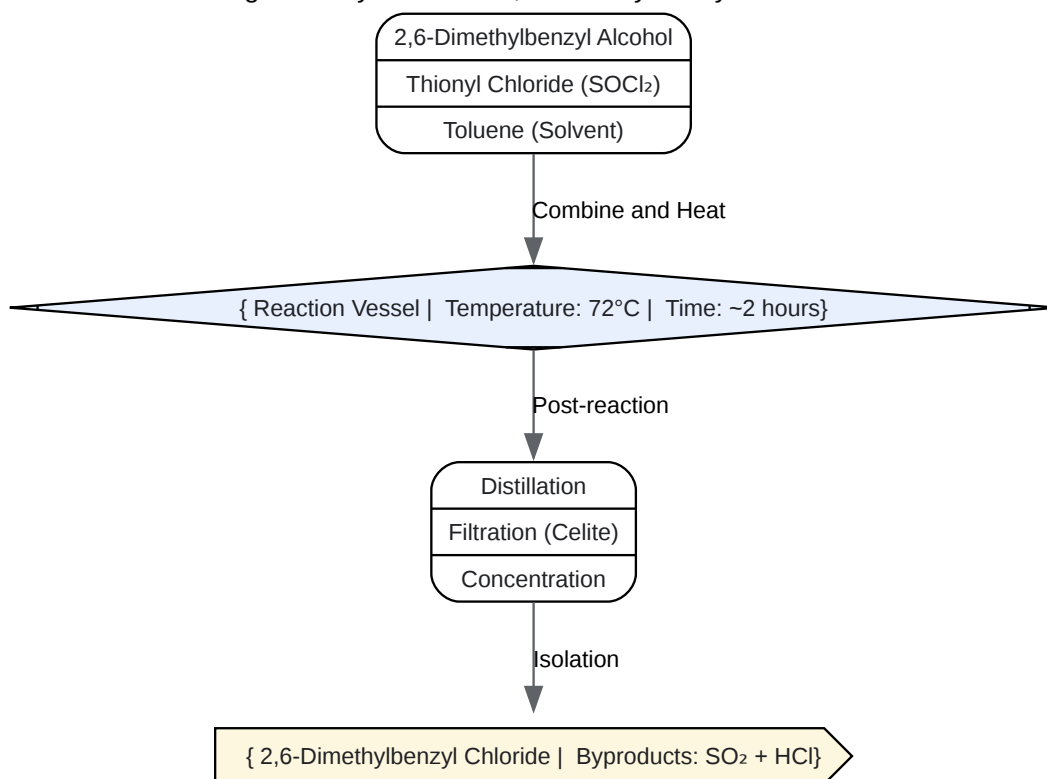 2,6-Dimethylbenzyl Alcohol
Thionyl Chloride (SOCl₂)
Toluene (Solvent)
Combine and Heat
{ Reaction Vessel | Temperature: 72°C | Time: ~2 hours}
Post-reaction
Distillation
Filtration (Celite)
Concentration
Isolation
{ 2,6-Dimethylbenzyl Chloride | Byproducts: SO₂ + HCl}